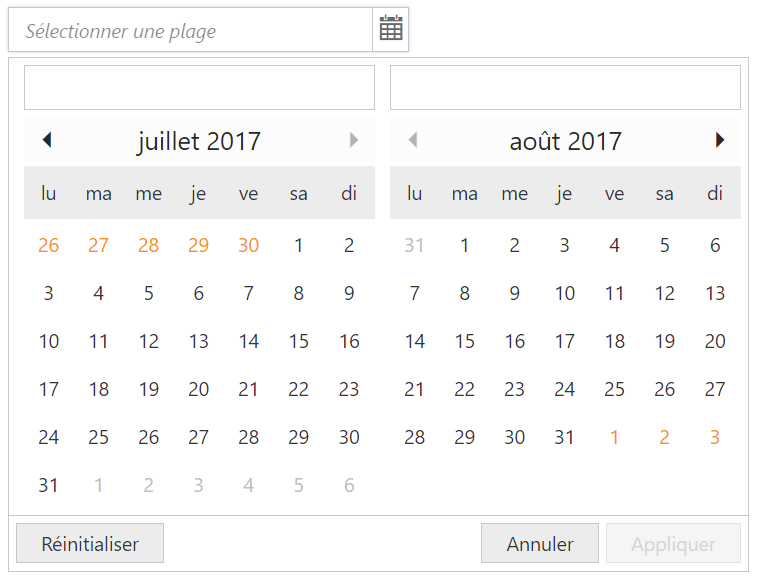 Sélectionner une plage
juillet 2017
lu ma me je ve sa di
26 27 28 29 30 1 2
3 4 5 6 7 8 9
10 11 12 13 14 15 16
17 18 19 20 21 22 23
24 25 26 27 28 29 30
31 1 2 3 4 5 6
août 2017
lu ma me je ve sa di
31 1 2 3 4 5 6
7 8 9 10 11 12 13
14 15 16 17 18 19 20
21 22 23 24 25 26 27
28 29 30 31 1 2 3
Réinitialiser
Annuler
Appliquer